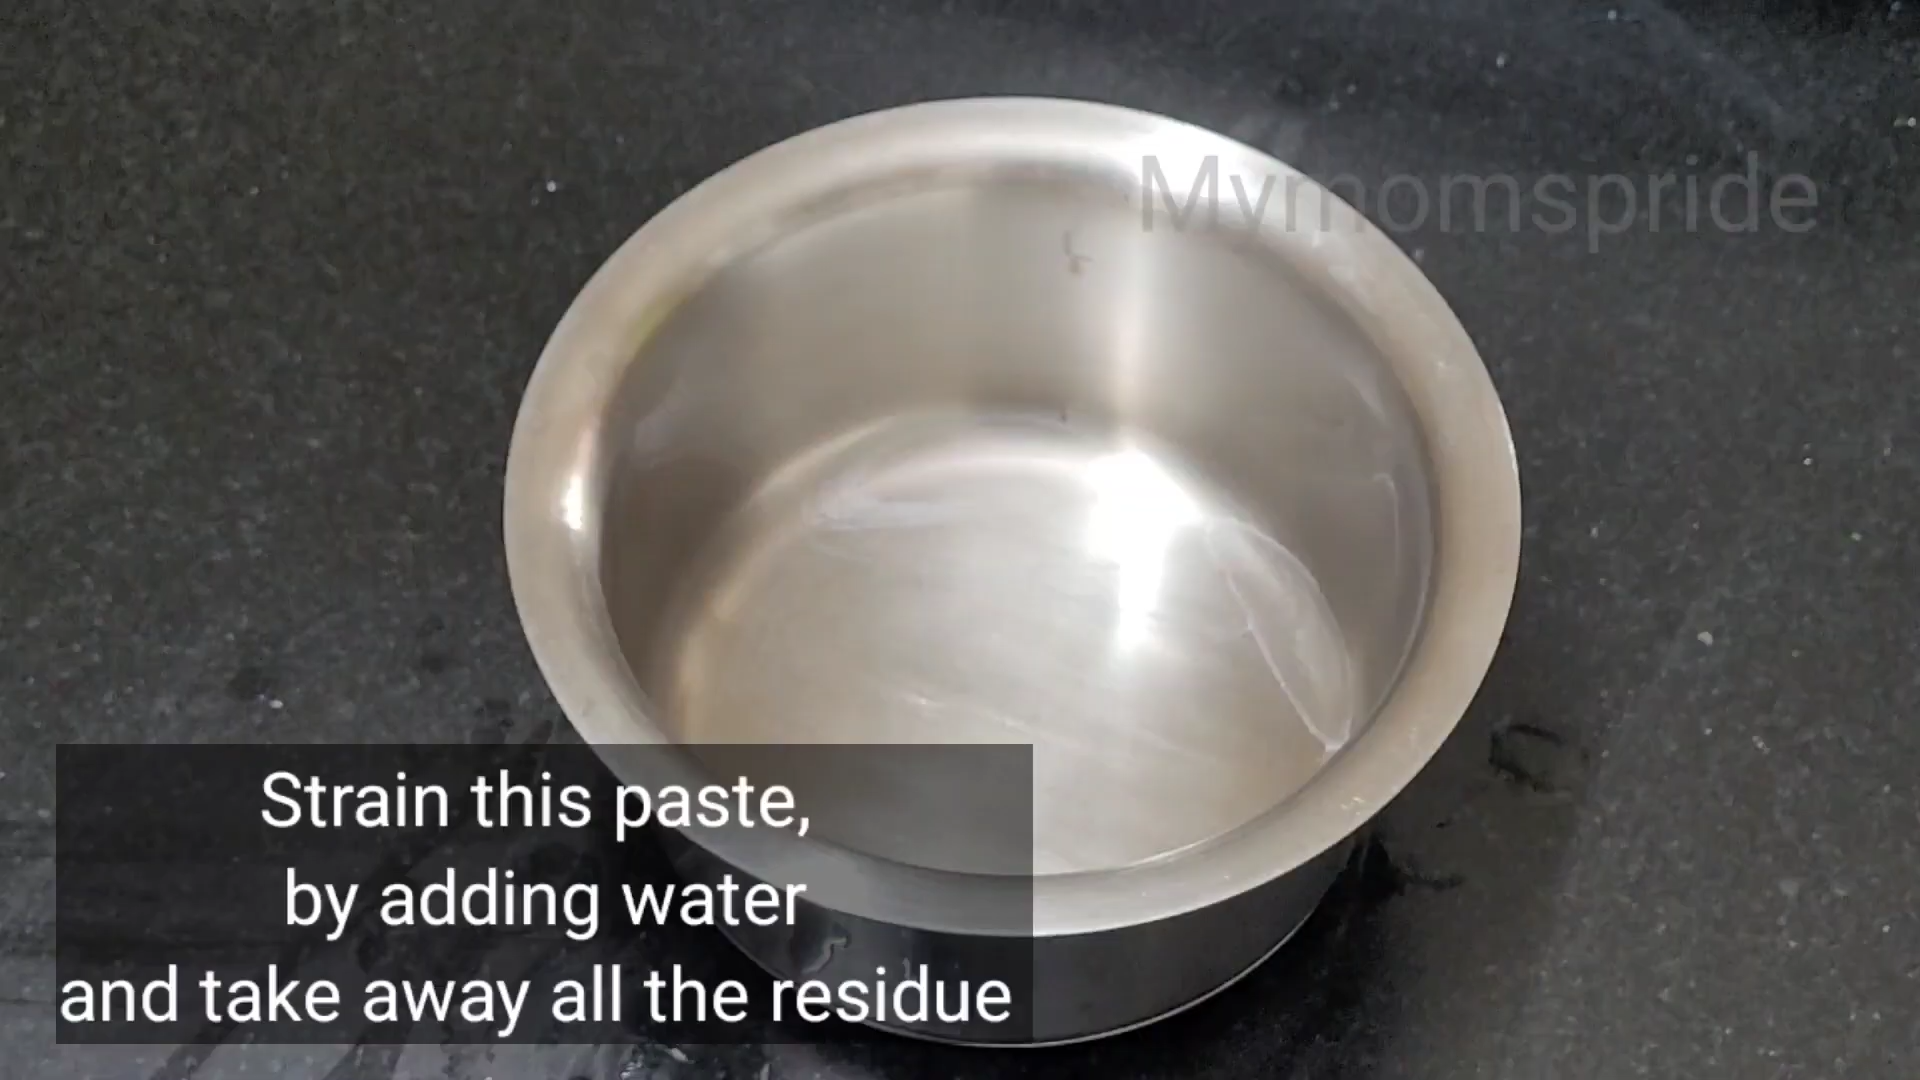 Mymomspride
Strain this paste,
by adding water
and take away all the residue